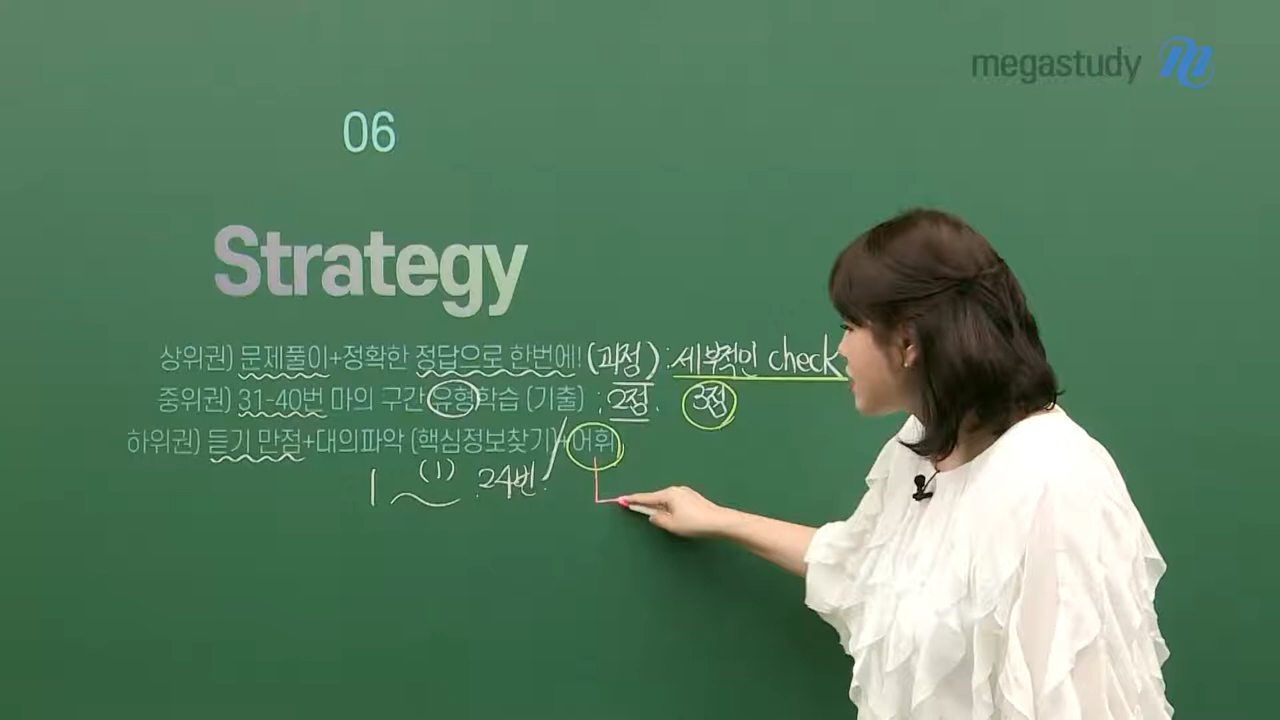 megastudy
06
Strategy
상위권) 문제풀이+정확한 정답으로 한번에! (과정) : 세부적인 check
중위권) 31-40번 마의 구간 유형학습 (기출) : 2점. 3점
하위권) 듣기 만점+대의파악 (핵심정보찾기)+어휘
1 ~ (1) 24번